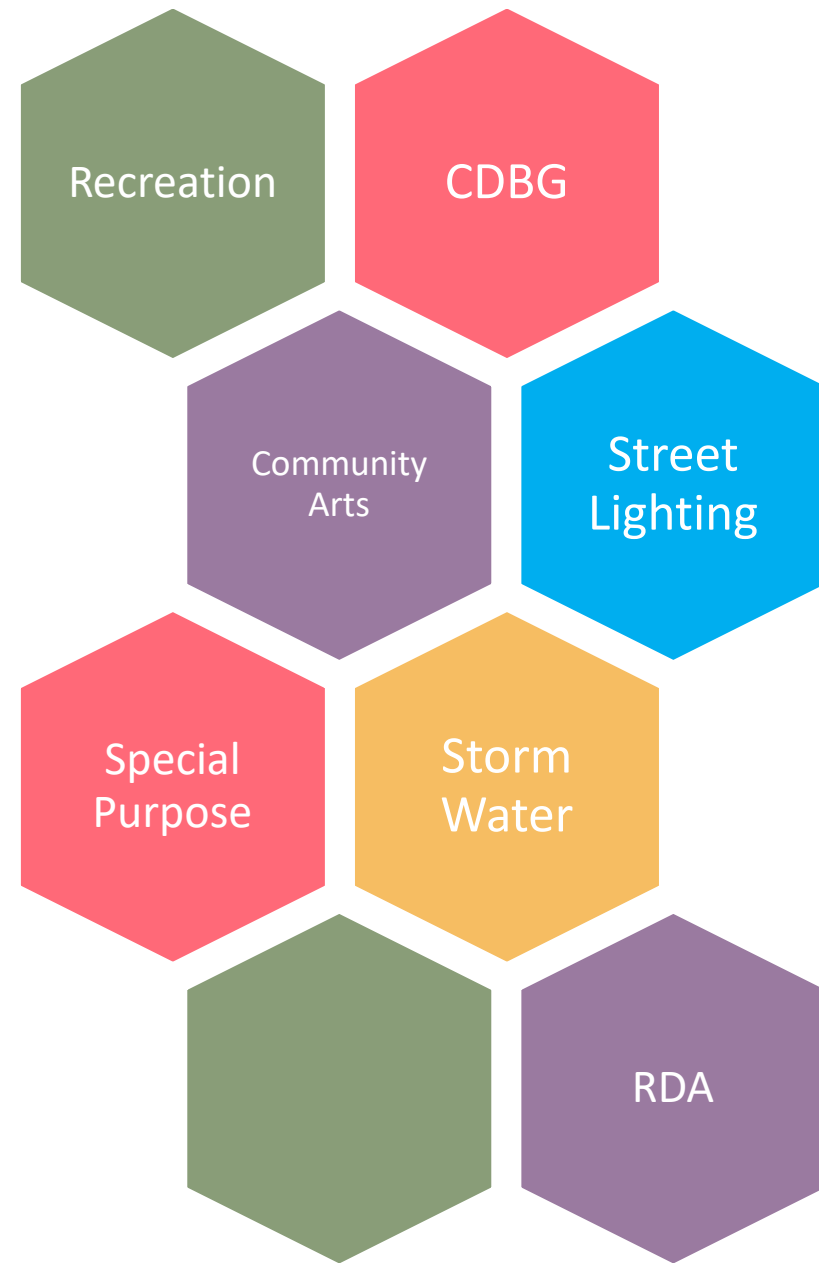 Recreation
CDBG
Community
Arts
Street
Lighting
Special
Purpose
Storm
Water
RDA